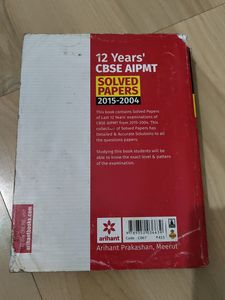 12 Years'
CBSE AIPMT
SOLVED
PAPERS
2015-2004
This book contains Solved Papers
of Last 12 Years' examinations of
CBSE AIPMT from 2015-2004. This
of Solved Papers has
Detailed & Accurate Solutions to all
the questions papers.
Studying this book students will be
able to know the exact level & pattern
of the examination.
arihantbooks.com
arihant
Code
Arihant Prakashan, Meerut